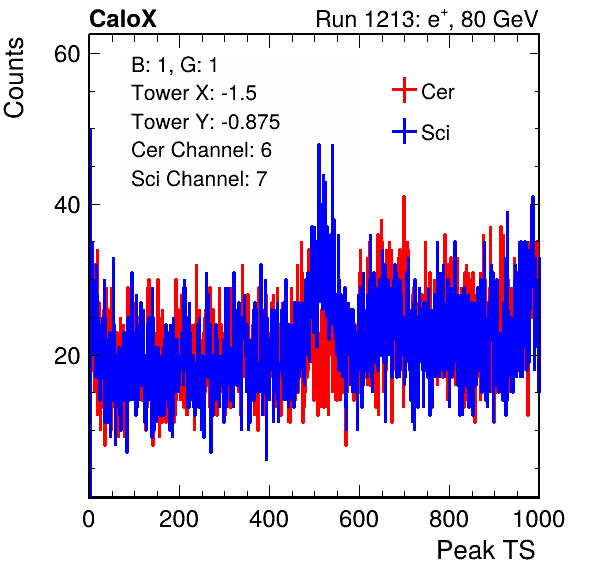 CaloX Run 1213: e+, 80 GeV
Counts
60
40
20
B: 1, G: 1
Tower X: -1.5
Tower Y: -0.875
Cer Channel: 6
Sci Channel: 7
Cer
Sci
0 200 400 600 800 1000
Peak TS